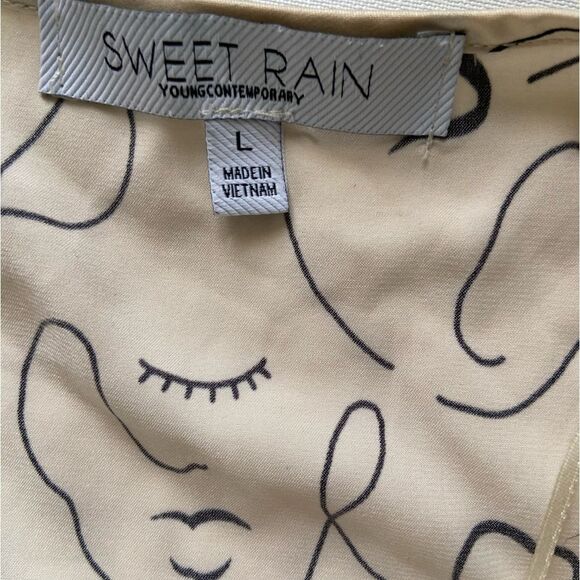 SWEET RAIN
YOUNGCONTEMPORARY
L
MADEIN
VIETNAM